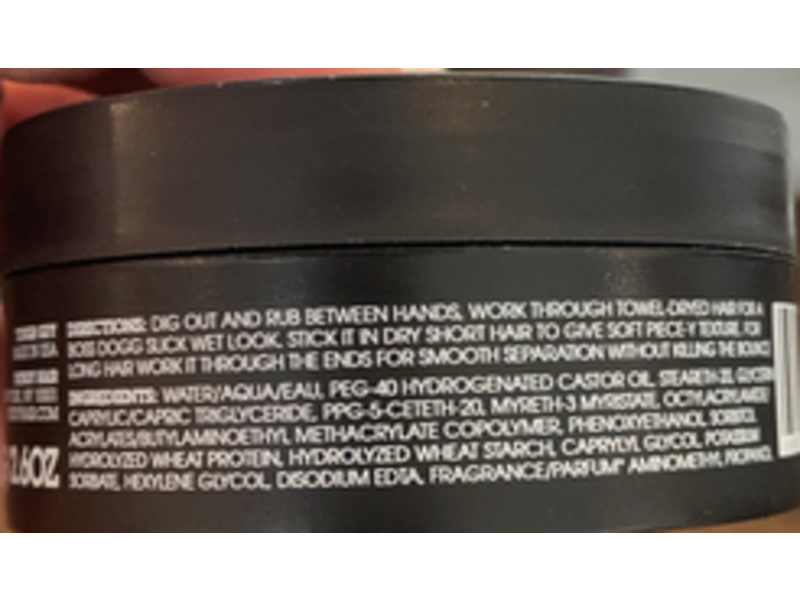 DIRECTIONS: DIG OUT AND RUB BETWEEN HANDS. WORK THROUGH TOWEL-DRYED HAIR FOR A
BOSS DOGG SLICK WET LOOK. STICK IT IN DRY SHORT HAIR TO GIVE SOFT PIECE-Y TEXTURE. FOR
LONG HAIR WORK IT THROUGH THE ENDS FOR SMOOTH SEPARATION WITHOUT KILLING THE BOUNCE
INGREDIENTS: WATER/AQUA/EAU, PEG-40 HYDROGENATED CASTOR OIL,
CAPRYLIC/CAPRIC TRIGLYCERIDE, PPG-5-CETETH-20, MYRETH-3 MYRISTATE,
ACRYLATES/BUTYLAMINOETHYL METHACRYLATE COPOLYMER, PHENOXYETHANOL, SORBITOL
HYDROLYZED WHEAT PROTEIN, HYDROLYZED WHEAT STARCH, CAPRYLYL GLYCOL, POTASSIUM
SORBATE, HEXYLENE GLYCOL, DISODIUM EDTA, FRAGRANCE/PARFUM* AMINOMETHYL PROPANOL
2.6OZ